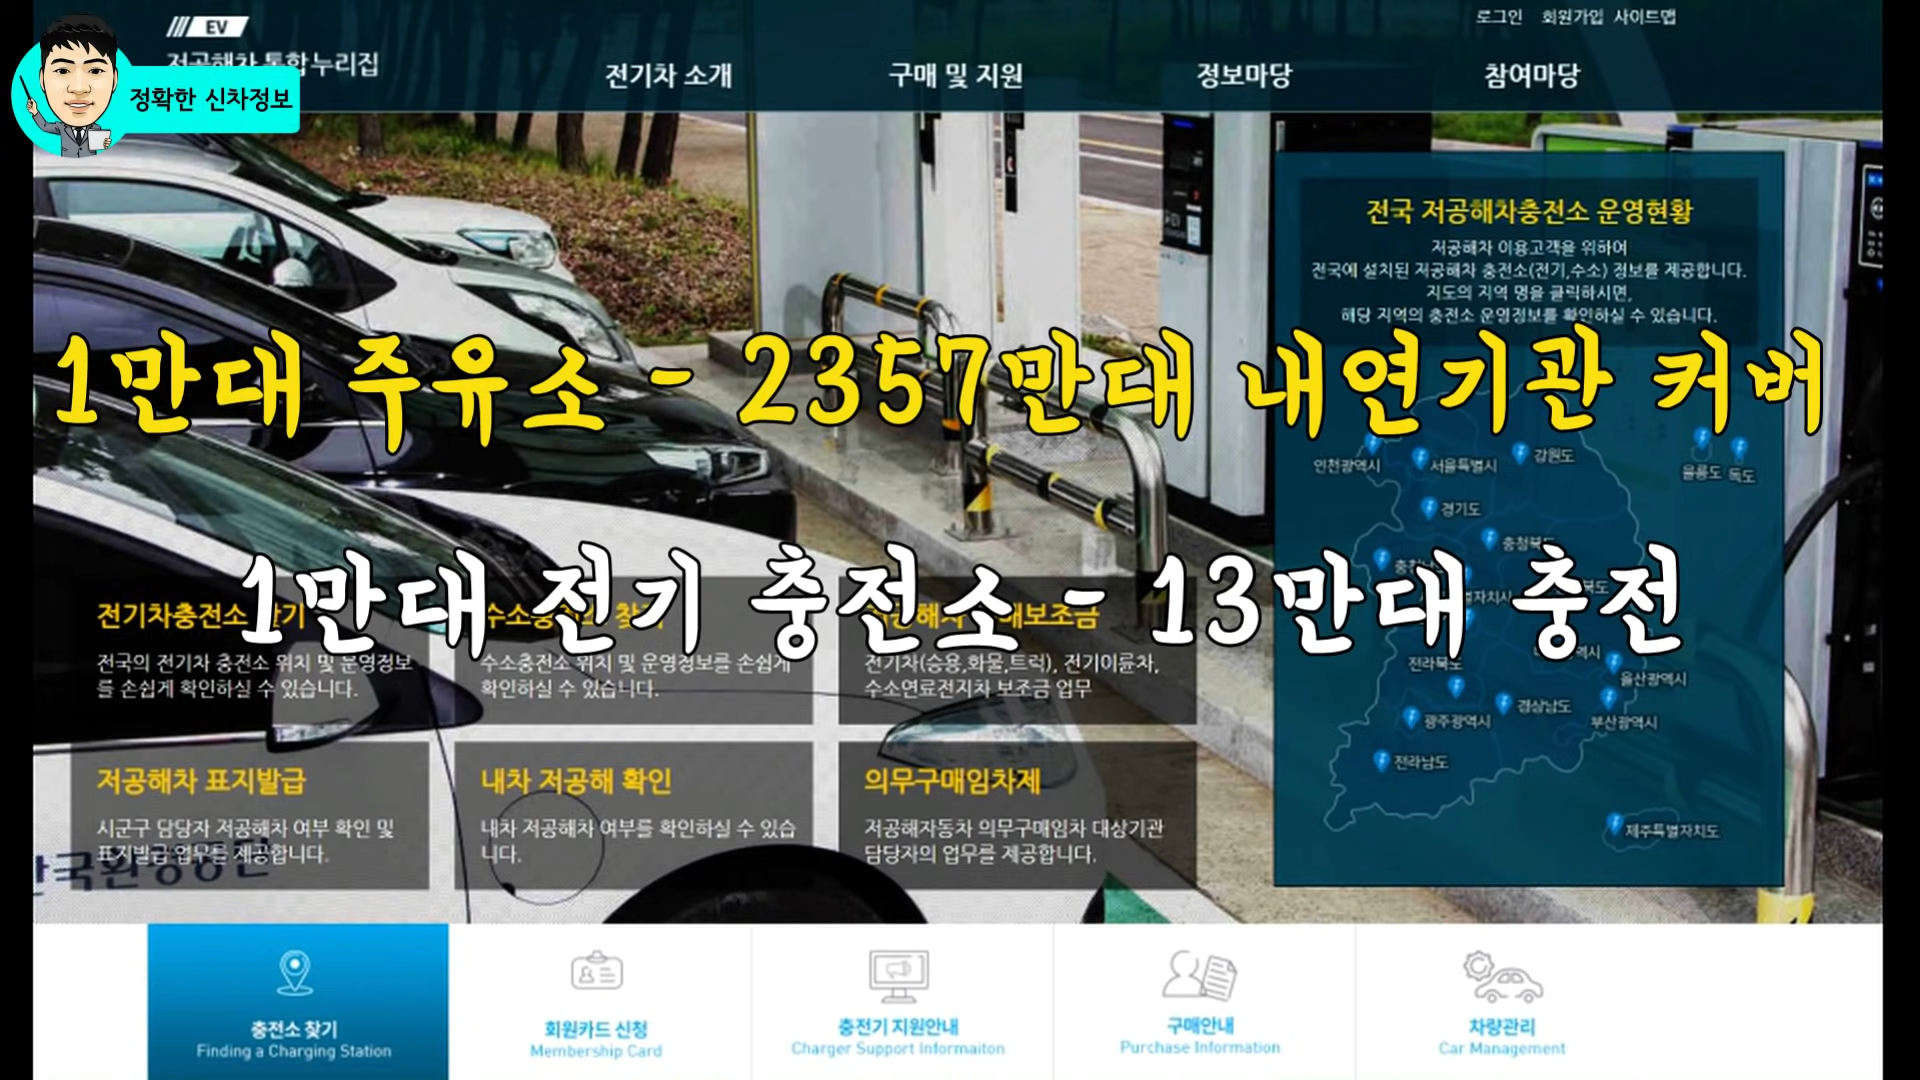 EV
저공해차 통합누리집
로그인 회원가입 사이트맵
전기차 소개 구매 및 지원 정보마당 참여마당
정확한 신차정보
전국 저공해차충전소 운영현황
저공해차 이용고객을 위하여
전국에 설치된 저공해차 충전소(전기,수소) 정보를 제공합니다.
지도의 지역 명을 클릭하시면,
해당 지역의 충전소 운영정보를 확인하실 수 있습니다.
1만대 주유소 - 2357만대 내연기관 커버
인천광역시
서울특별시
강원도
울릉도
독도
경기도
충청북도
1만대 전기 충전소 - 13만대 충전
전라북도
울산광역시
경상남도
광주광역시
부산광역시
전라남도
제주특별자치도
전기차충전소 찾기
전국의 전기차 충전소 위치 및 운영정보
를 손쉽게 확인하실 수 있습니다.
수소충전소 위치 및 운영정보를 손쉽게
확인하실 수 있습니다.
전기차(승용,화물,트럭), 전기이륜차,
수소연료전지차 보조금 업무
저공해차 표지발급
시군구 담당자 저공해차 여부 확인 및
표지발급 업무를 제공합니다.
내차 저공해 확인
내차 저공해차 여부를 확인하실 수 있습
니다.
의무구매임차제
저공해자동차 의무구매임차 대상기관
담당자의 업무를 제공합니다.
충전소 찾기
Finding a Charging Station
회원카드 신청
Membership Card
충전기 지원안내
Charger Support Informaiton
구매안내
Purchase Information
차량관리
Car Management